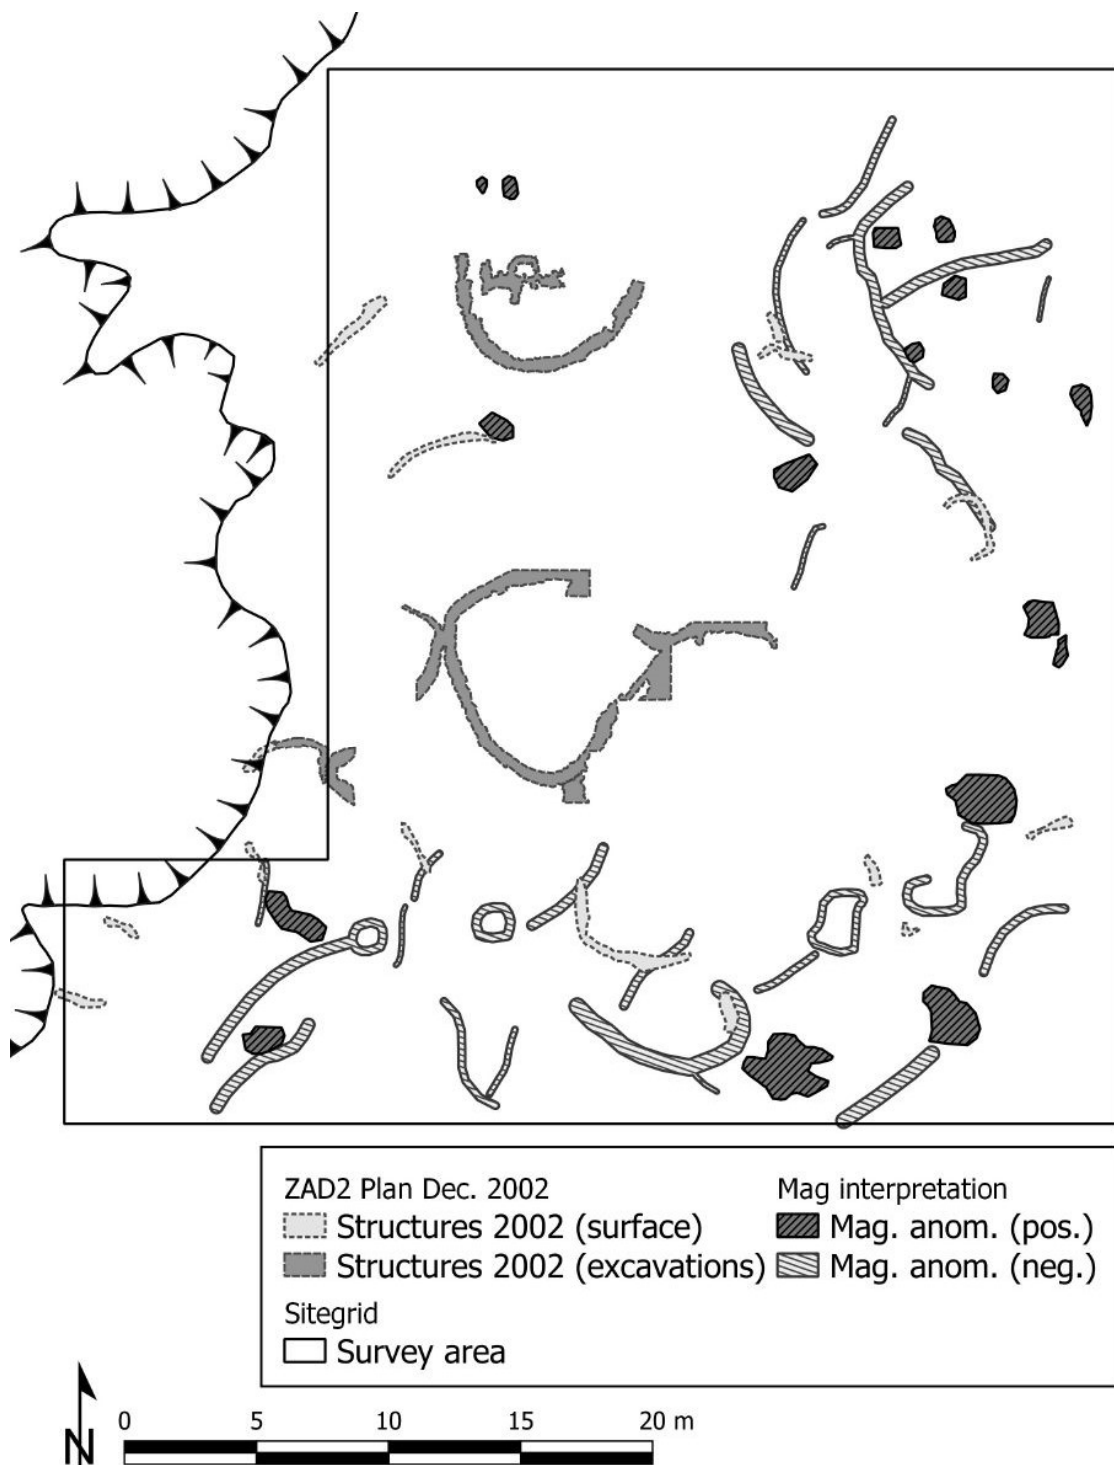 ZAD2 Plan Dec. 2002
Structures 2002 (surface)
Structures 2002 (excavations)
Sitegrid
Survey area
Mag interpretation
Mag. anom. (pos.)
Mag. anom. (neg.)
N
0 5 10 15 20 m